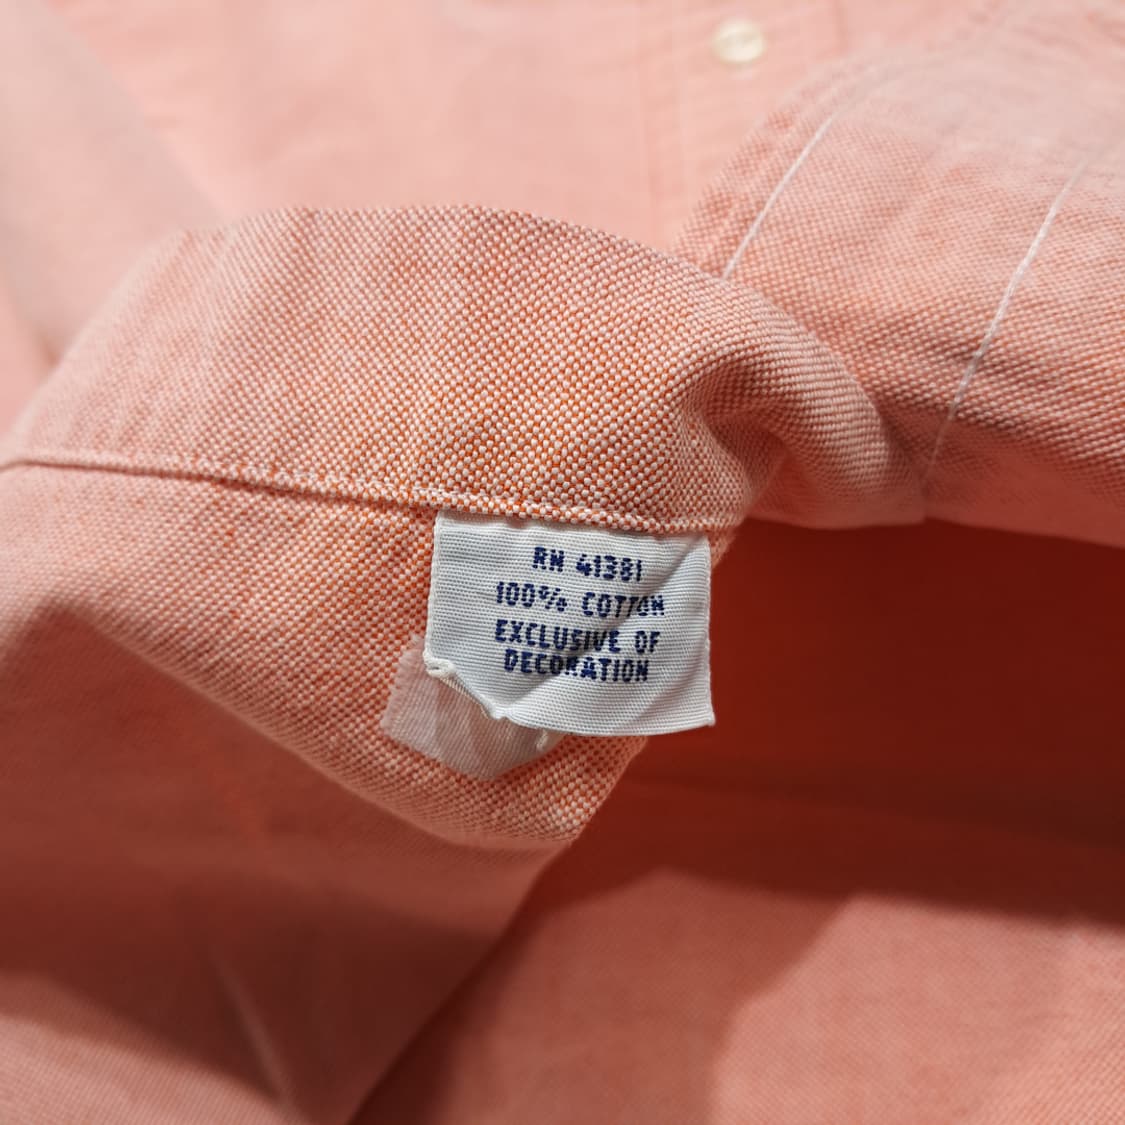 RN 41381
100% COTTON
EXCLUSIVE OF
DECORATION